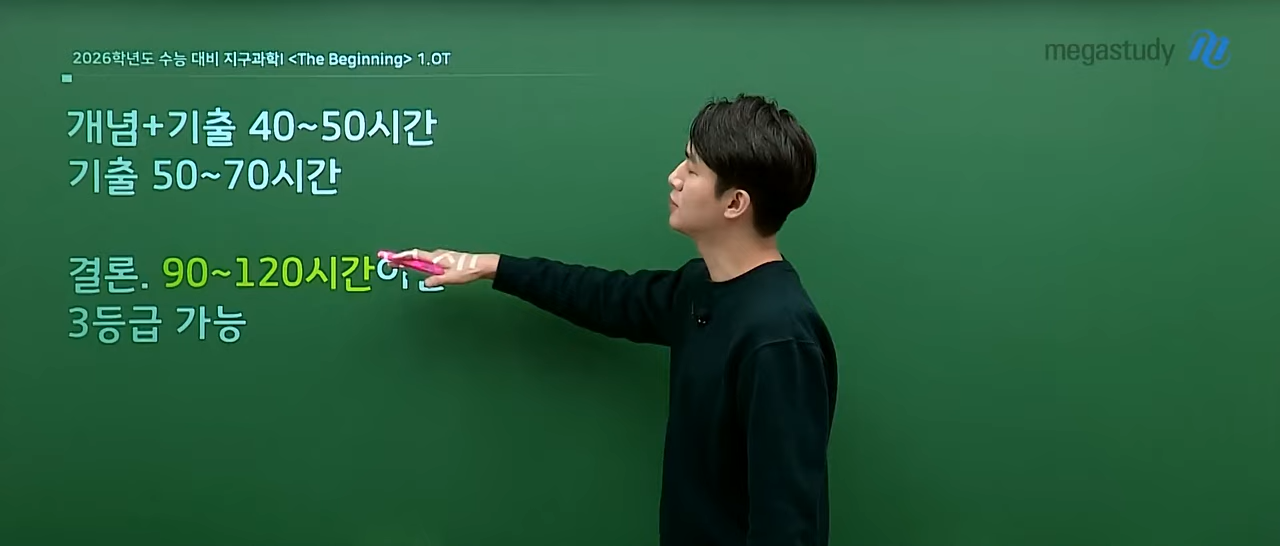 2026학년도 수능 대비 지구과학I <The Beginning> 1.OT
megastudy
개념+기출 40~50시간
기출 50~70시간
결론. 90~120시간
3등급 가능